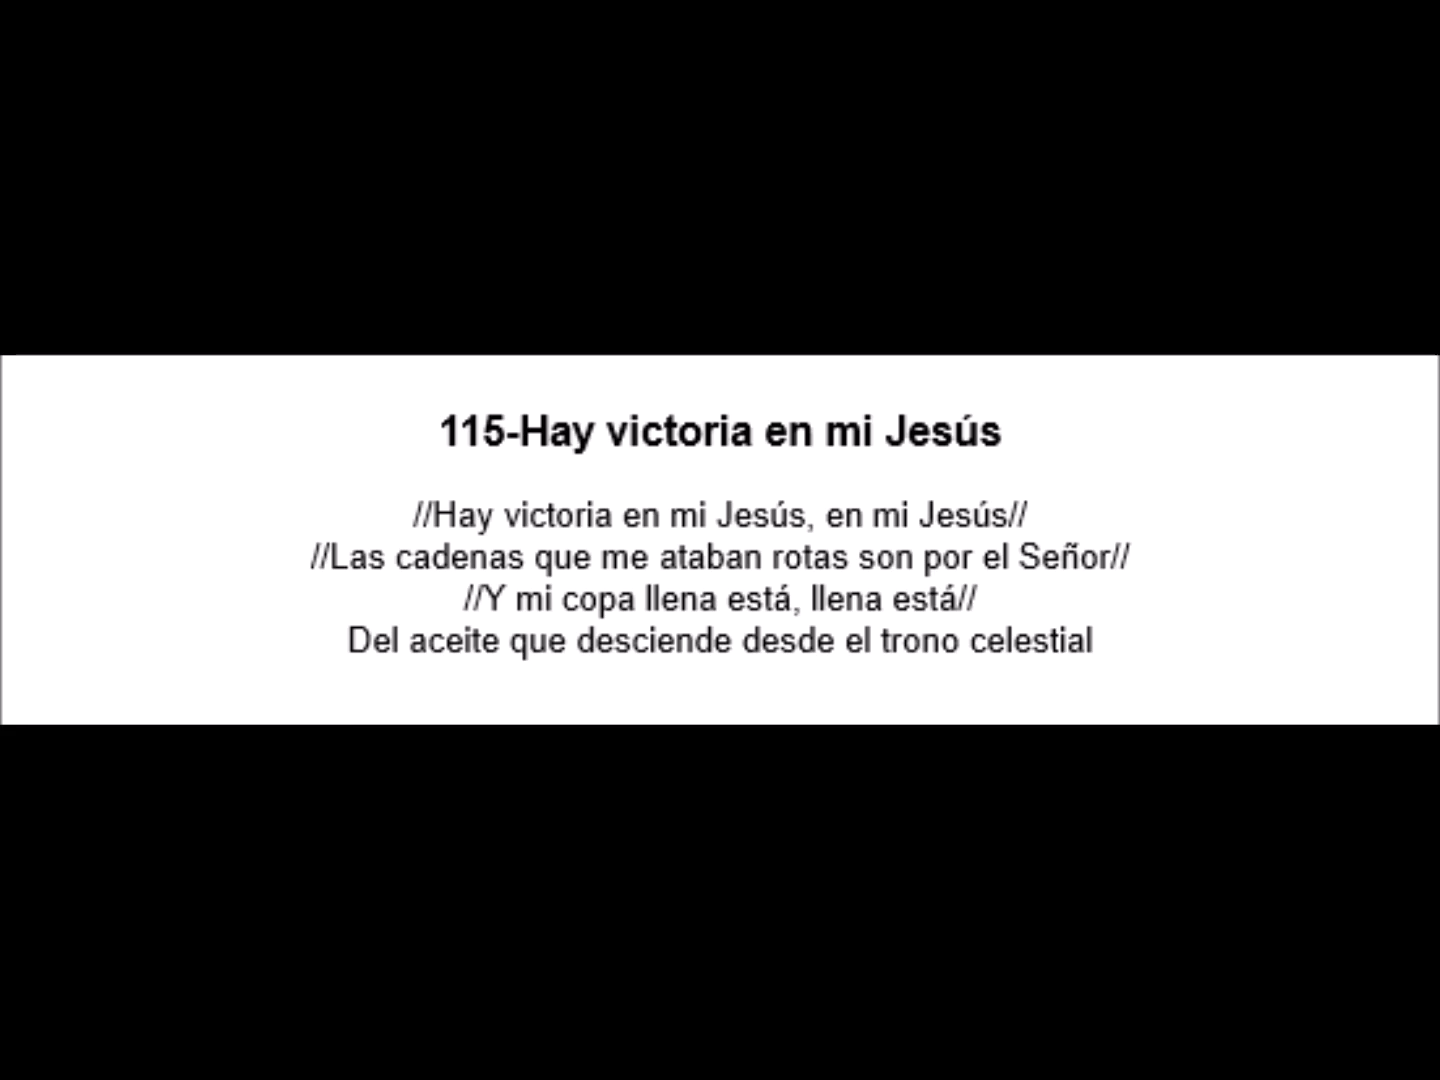 115-Hay victoria en mi Jesús
//Hay victoria en mi Jesús, en mi Jesús//
//Las cadenas que me ataban rotas son por el Señor//
//Y mi copa llena está, llena está//
Del aceite que desciende desde el trono celestial